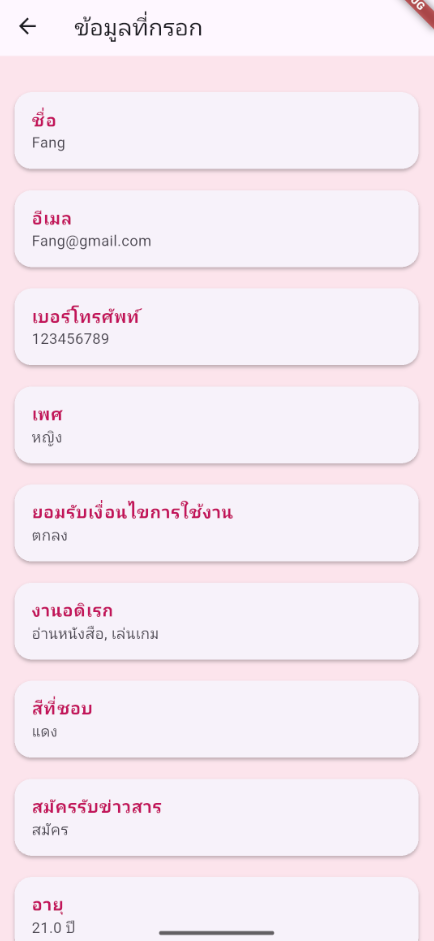 ข้อมูลที่กรอก
ชื่อ
Fang
อีเมล
Fang@gmail.com
เบอร์โทรศัพท์
123456789
เพศ
หญิง
ยอมรับเงื่อนไขการใช้งาน
ตกลง
งานอดิเรก
อ่านหนังสือ, เล่นเกม
สีที่ชอบ
แดง
สมัครรับข่าวสาร
สมัคร
อายุ
21.0 ปี